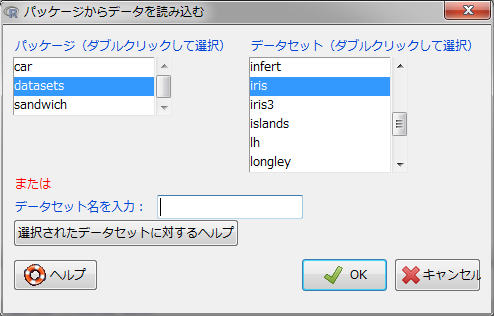 パッケージからデータを読み込む
パッケージ（ダブルクリックして選択）
car
datasets
sandwich
データセット（ダブルクリックして選択）
infert
iris
iris3
islands
lh
longley
または
データセット名を入力：
選択されたデータセットに対するヘルプ
ヘルプ
OK
キャンセル